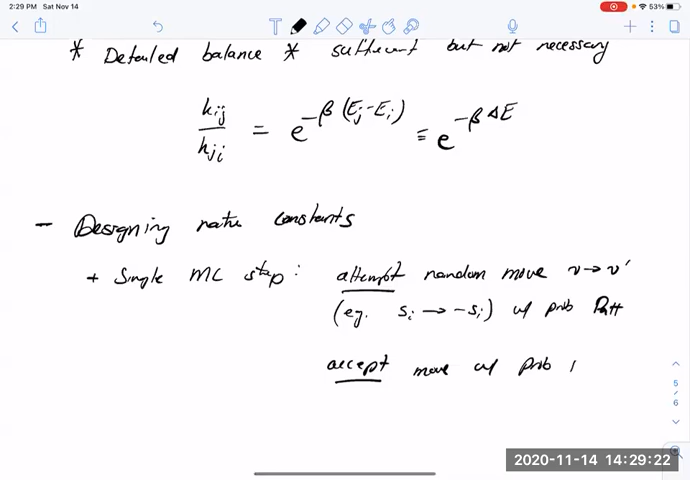 2:29 PM Sat Nov 14
53%
* Detailed balance * sufficient but not necessary
kij / kji = e^-β(Ej-Ei) ≡ e^-βΔE
- Designing rate constants
+ Single MC step: attempt random move ν→ν'
(eg. si → -si) w/ prob Patt
accept move w/ prob
5
/
6
2020-11-14 14:29:22